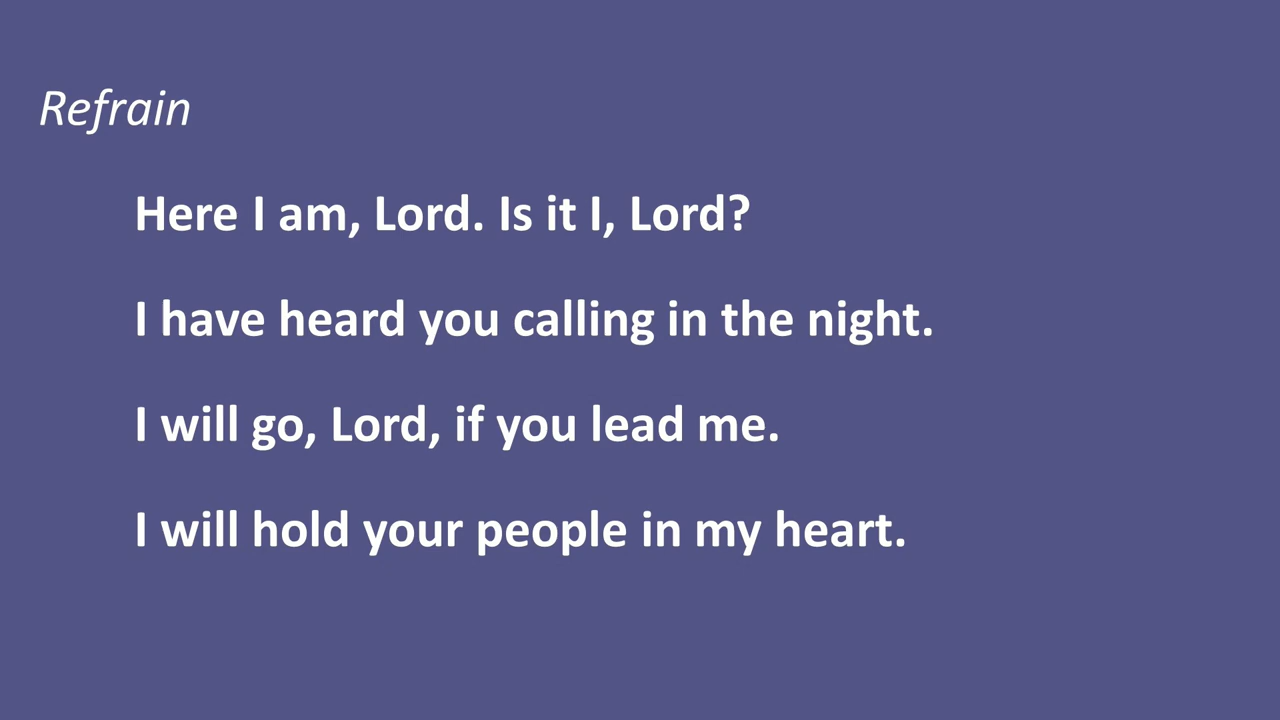 Refrain
Here I am, Lord. Is it I, Lord?
I have heard you calling in the night.
I will go, Lord, if you lead me.
I will hold your people in my heart.